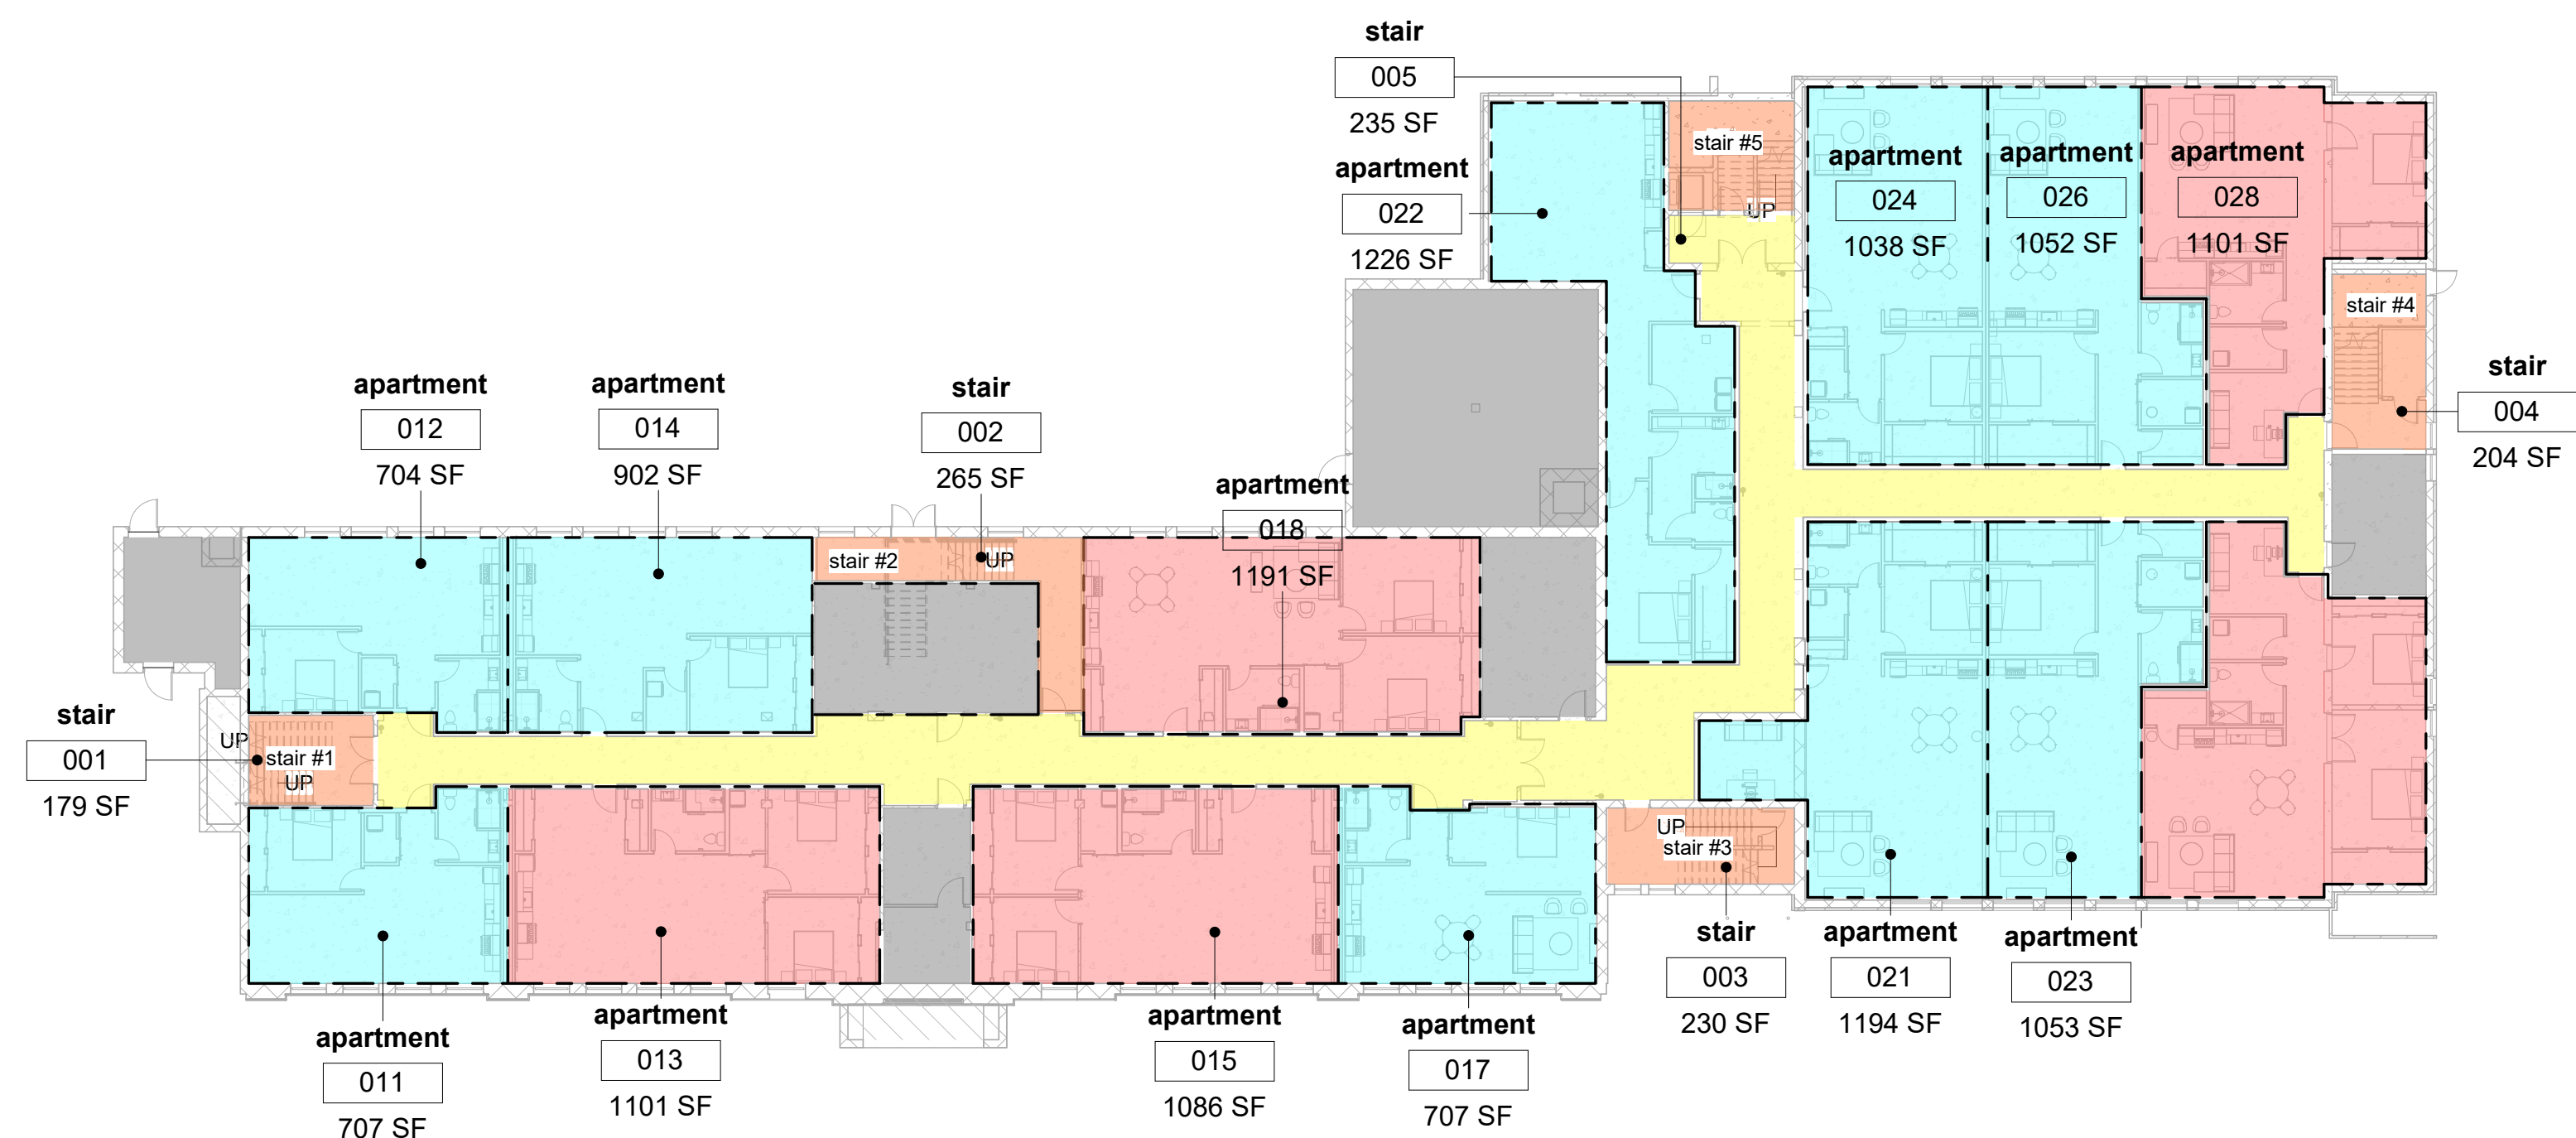 stair
005
235 SF
apartment
022
1226 SF
stair #5
UP
apartment
024
1038 SF
apartment
026
1052 SF
apartment
028
1101 SF
stair #4
stair
004
204 SF
apartment
012
704 SF
apartment
014
902 SF
stair
002
265 SF
stair #2
UP
apartment
018
1191 SF
stair
001
179 SF
UP
stair #1
UP
UP
stair #3
apartment
011
707 SF
apartment
013
1101 SF
apartment
015
1086 SF
apartment
017
707 SF
stair
003
230 SF
apartment
021
1194 SF
apartment
023
1053 SF